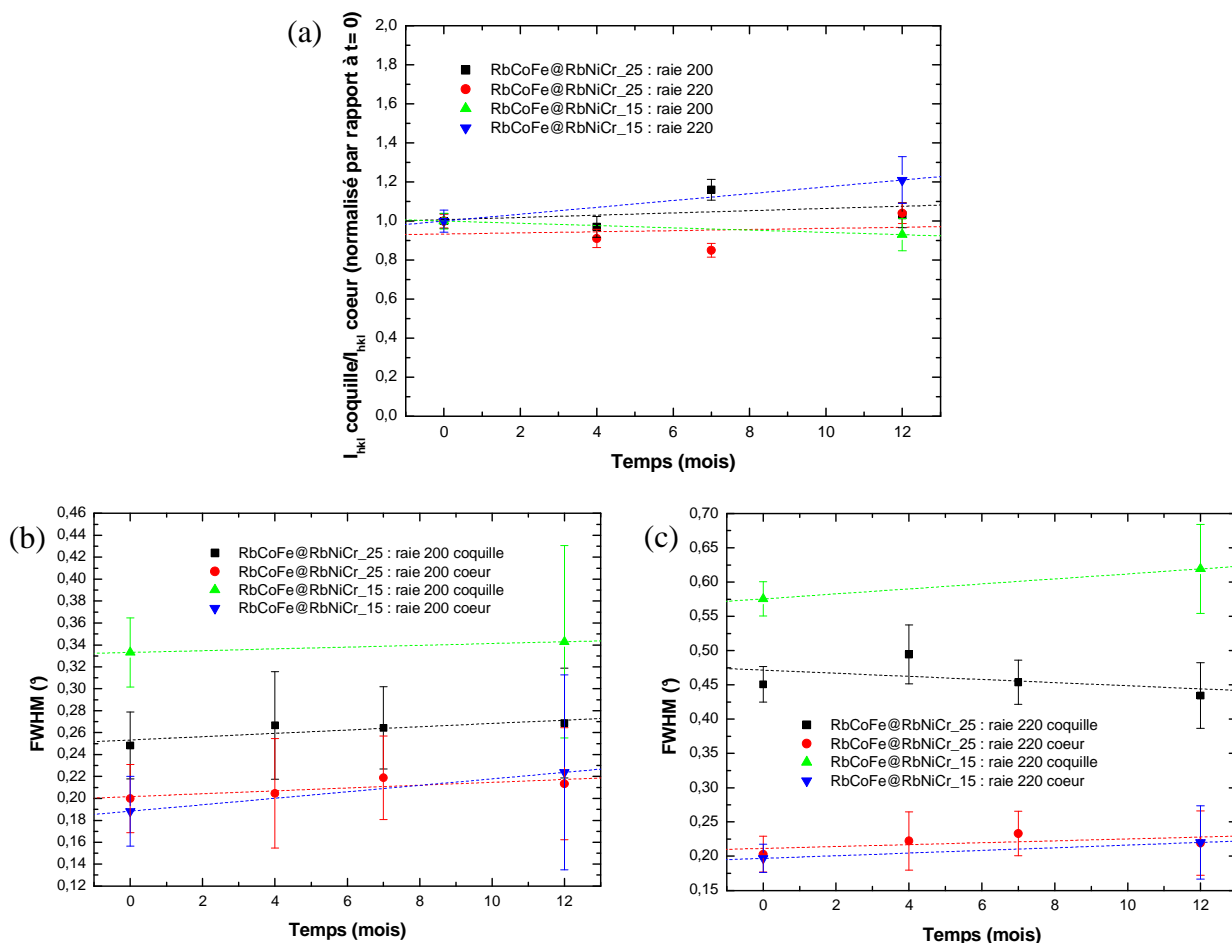 (a)
I_hkl coquille/I_hkl coeur (normalisé par rapport à t= 0)
2,0
1,8
1,6
1,4
1,2
1,0
0,8
0,6
0,4
0,2
0,0
RbCoFe@RbNiCr_25 : raie 200
RbCoFe@RbNiCr_25 : raie 220
RbCoFe@RbNiCr_15 : raie 200
RbCoFe@RbNiCr_15 : raie 220
0 2 4 6 8 10 12
Temps (mois)
(b)
FWHM (°)
0,46
0,44
0,42
0,40
0,38
0,36
0,34
0,32
0,30
0,28
0,26
0,24
0,22
0,20
0,18
0,16
0,14
0,12
RbCoFe@RbNiCr_25 : raie 200 coquille
RbCoFe@RbNiCr_25 : raie 200 coeur
RbCoFe@RbNiCr_15 : raie 200 coquille
RbCoFe@RbNiCr_15 : raie 200 coeur
0 2 4 6 8 10 12
Temps (mois)
(c)
FWHM (°)
0,70
0,65
0,60
0,55
0,50
0,45
0,40
0,35
0,30
0,25
0,20
0,15
RbCoFe@RbNiCr_25 : raie 220 coquille
RbCoFe@RbNiCr_25 : raie 220 coeur
RbCoFe@RbNiCr_15 : raie 220 coquille
RbCoFe@RbNiCr_15 : raie 220 coeur
0 2 4 6 8 10 12
Temps (mois)